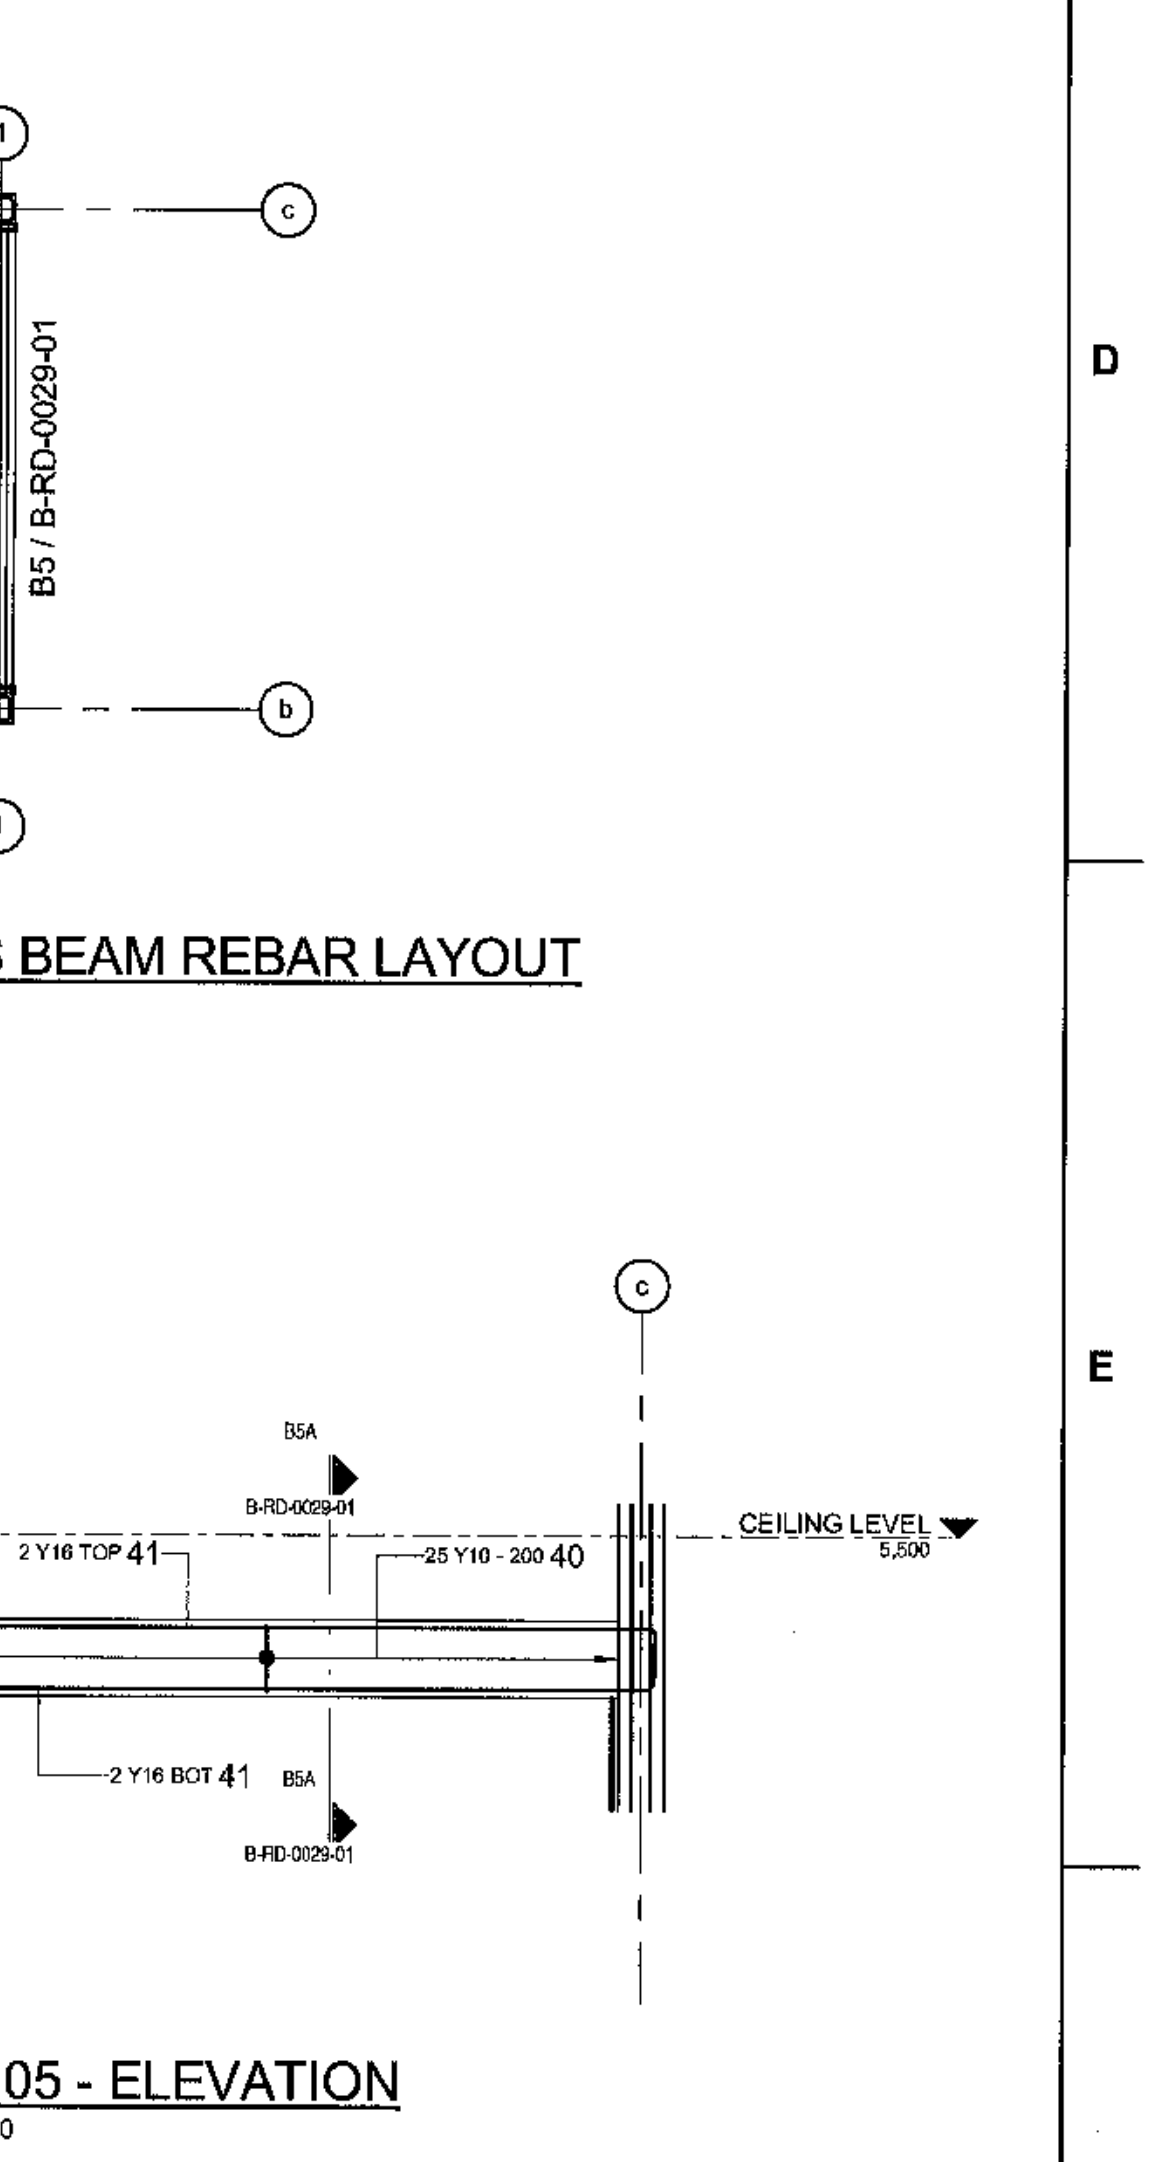 1
c
D
B5 / B-RD-0029-01
b
BEAM REBAR LAYOUT
c
E
B5A
B-RD-0029-01
CEILING LEVEL
5,500
2 Y16 TOP 41
25 Y10 - 200 40
2 Y16 BOT 41
B5A
B-RD-0029-01
05 - ELEVATION
0